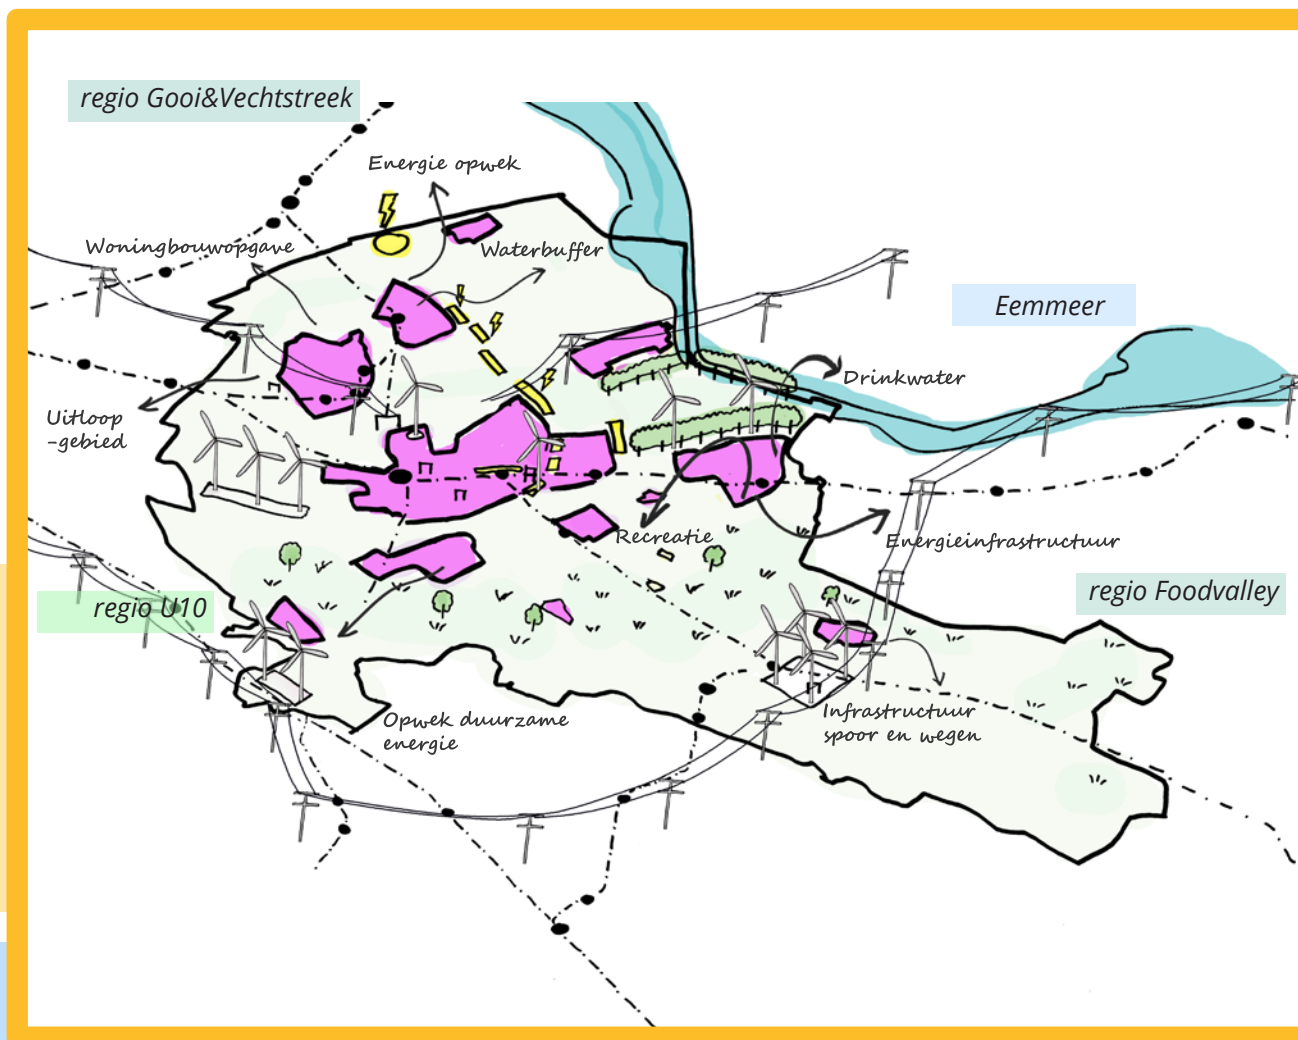 regio Gooi&Vechtstreek
Energie opwek
Woningbouwopgave
Waterbuffer
Eemmeer
Drinkwater
Uitloop
-gebied
Recreatie
Energieinfrastructuur
regio Foodvalley
regio U10
Opwek duurzame
energie
Infrastructuur
spoor en wegen